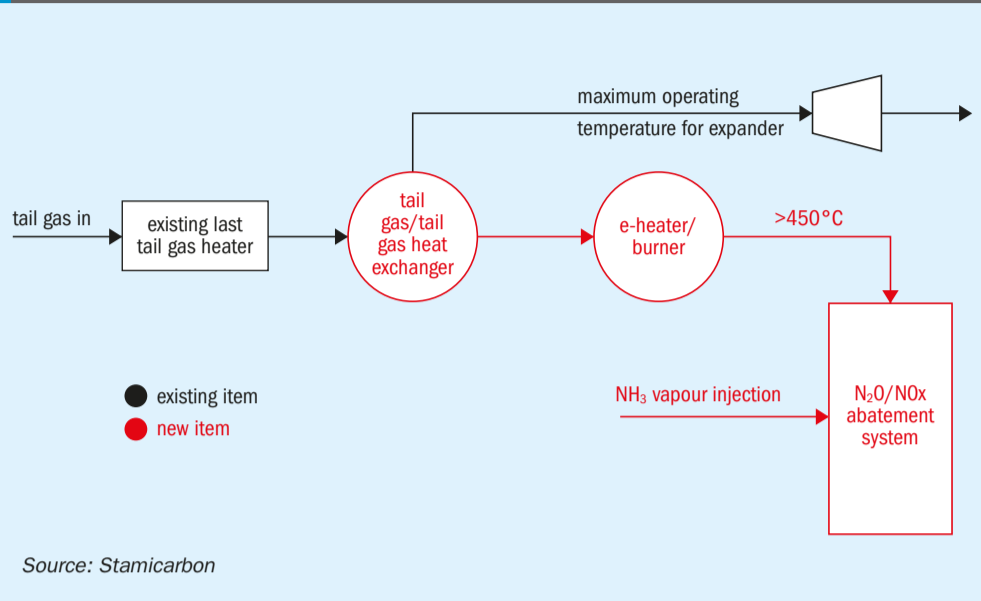 maximum operating
temperature for expander
tail gas in
existing last
tail gas heater
tail
gas/tail
gas heat
exchanger
e-heater/
burner
>450°C
NH₃ vapour injection
N₂O/NOx
abatement
system
existing item
new item
Source: Stamicarbon